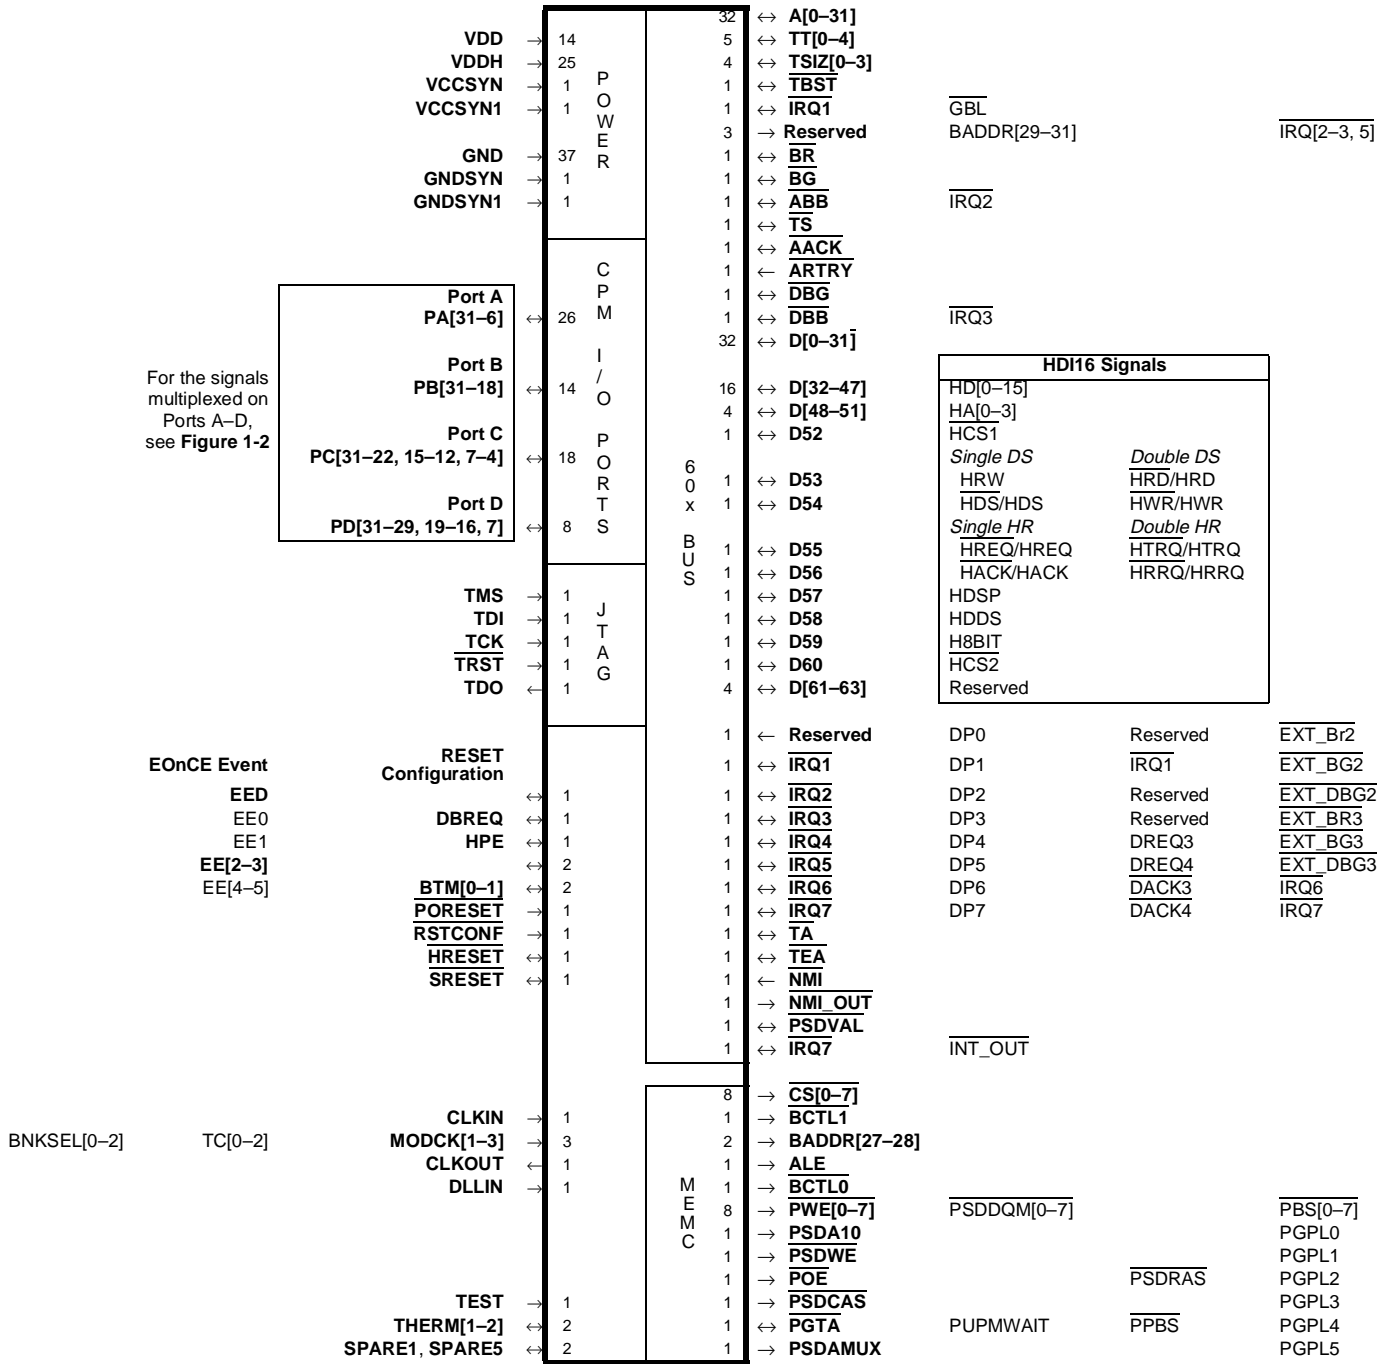 32 ↔ A[0–31]
VDD → 14 5 ↔ TT[0–4]
VDDH → 25 4 ↔ TSIZ[0–3]
VCCSYN → 1 1 ↔ TBST
VCCSYN1 → 1 1 ↔ IRQ1 GBL
3 → Reserved BADDR[29–31] IRQ[2–3, 5]
GND → 37 1 ↔ BR
GNDSYN → 1 1 ↔ BG
GNDSYN1 → 1 1 ↔ ABB IRQ2
POWER
1 ↔ TS
1 ↔ AACK
1 ← ARTRY
Port A 1 ↔ DBG
PA[31–6] ↔ 26 1 ↔ DBB IRQ3
32 ↔ D[0–31]
HDI16 Signals
Port B
PB[31–18] ↔ 14 16 ↔ D[32–47] HD[0–15]
4 ↔ D[48–51] HA[0–3]
Port C 1 ↔ D52 HCS1
For the signals
multiplexed on
Ports A–D,
see Figure 1-2
PC[31–22, 15–12, 7–4] ↔ 18 Single DS Double DS
1 ↔ D53 HRW HRD/HRD
Port D 1 ↔ D54 HDS/HDS HWR/HWR
PD[31–29, 19–16, 7] ↔ 8 Single HR Double HR
CPM I/O PORTS
60x BUS
1 ↔ D55 HREQ/HREQ HTRQ/HTRQ
1 ↔ D56 HACK/HACK HRRQ/HRRQ
TMS → 1 1 ↔ D57 HDSP
TDI → 1 1 ↔ D58 HDDS
TCK → 1 1 ↔ D59 H8BIT
TRST → 1 1 ↔ D60 HCS2
TDO ← 1 4 ↔ D[61–63] Reserved
JTAG
1 ← Reserved DP0 Reserved EXT_Br2
EOnCE Event RESET
Configuration
1 ↔ IRQ1 DP1 IRQ1 EXT_BG2
EED ↔ 1 1 ↔ IRQ2 DP2 Reserved EXT_DBG2
EE0 DBREQ ↔ 1 1 ↔ IRQ3 DP3 Reserved EXT_BR3
EE1 HPE ↔ 1 1 ↔ IRQ4 DP4 DREQ3 EXT_BG3
EE[2–3] ↔ 2 1 ↔ IRQ5 DP5 DREQ4 EXT_DBG3
EE[4–5] BTM[0–1] ↔ 2 1 ↔ IRQ6 DP6 DACK3 IRQ6
PORESET → 1 1 ↔ IRQ7 DP7 DACK4 IRQ7
RSTCONF → 1 1 ↔ TA
HRESET ↔ 1 1 ↔ TEA
SRESET ↔ 1 1 ← NMI
1 → NMI_OUT
1 ↔ PSDVAL
1 ↔ IRQ7 INT_OUT
8 → CS[0–7]
CLKIN → 1 1 → BCTL1
BNKSEL[0–2] TC[0–2] MODCK[1–3] → 3 2 → BADDR[27–28]
CLKOUT ← 1 1 → ALE
DLLIN → 1 1 → BCTL0
MEMC
8 → PWE[0–7] PSDDQM[0–7] PBS[0–7]
1 → PSDA10 PGPL0
1 → PSDWE PGPL1
1 → POE PSDRAS PGPL2
TEST → 1 1 → PSDCAS PGPL3
THERM[1–2] ↔ 2 1 ↔ PGTA PUPMWAIT PPBS PGPL4
SPARE1, SPARE5 ↔ 2 1 → PSDAMUX PGPL5